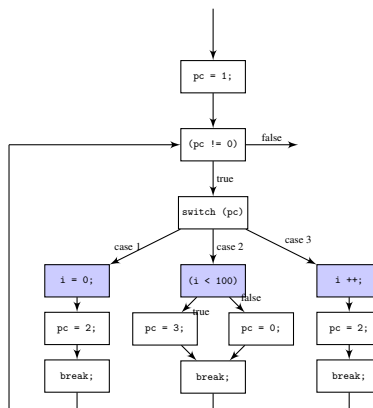 pc = 1;
(pc != 0)
false
true
switch (pc)
case 1
case 2
case 3
i = 0;
(i < 100)
i ++;
true
false
pc = 2;
pc = 3;
pc = 0;
pc = 2;
break;
break;
break;